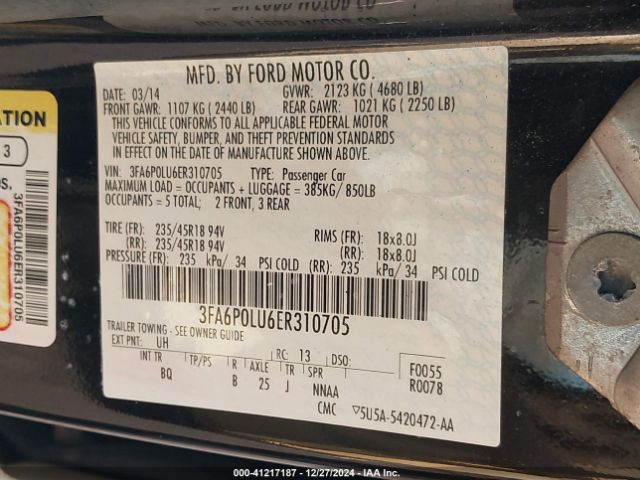 MFD. BY FORD MOTOR CO.
DATE: 03/14 GVWR: 2123 KG ( 4680 LB)
FRONT GAWR: 1107 KG ( 2440 LB) REAR GAWR: 1021 KG ( 2250 LB)
THIS VEHICLE CONFORMS TO ALL APPLICABLE FEDERAL MOTOR
VEHICLE SAFETY, BUMPER, AND THEFT PREVENTION STANDARDS
IN EFFECT ON THE DATE OF MANUFACTURE SHOWN ABOVE.
VIN: 3FA6P0LU6ER310705 TYPE: Passenger Car
MAXIMUM LOAD = OCCUPANTS + LUGGAGE = 385KG/ 850LB
OCCUPANTS = 5 TOTAL; 2 FRONT, 3 REAR
TIRE (FR): 235/45R18 94V RIMS (FR): 18x8.0J
(RR): 235/45R18 94V (RR): 18x8.0J
PRESSURE (FR): 235 kPa/ 34 PSI COLD (RR): 235 kPa/ 34 PSI COLD
3FA6P0LU6ER310705
TRAILER TOWING - SEE OWNER GUIDE
EXT PNT: UH RC: 13 DSO: F0055
INT TR TP/PS R AXLE TR SPR R0078
BQ B 25 J NNAA
CMC ▽5U5A-5420472-AA
ATION
3
DS.
3FA6P0LU6ER310705
000-41217187 - 12/27/2024 - IAAI.COM